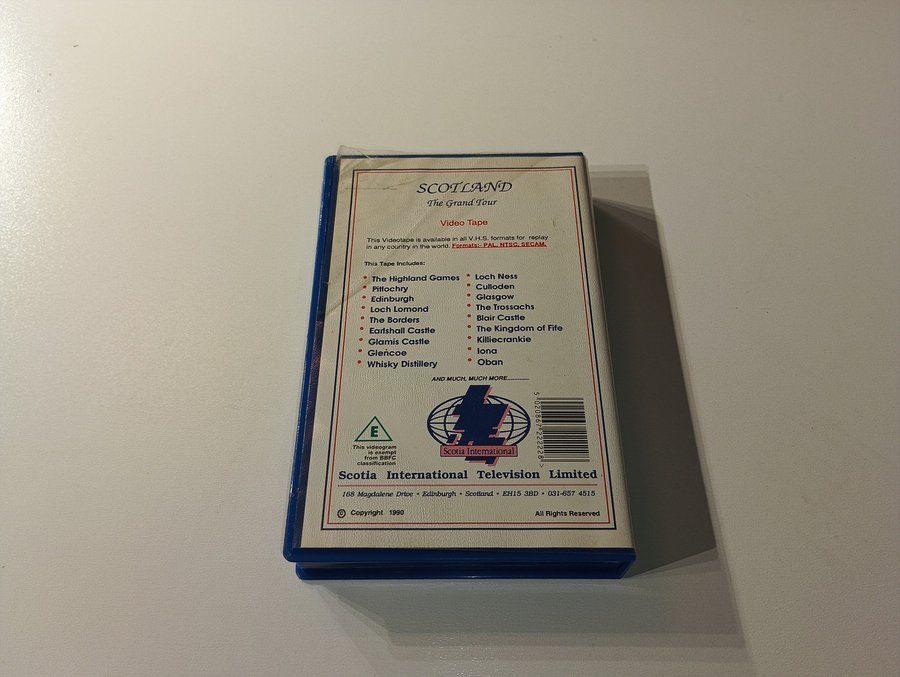 SCOTLAND
The Grand Tour
Video Tape
This Videotape is available in all V.H.S. formats for replay
in any country in the world. Formats:- PAL, NTSC, SECAM.
This Tape Includes:
• The Highland Games
• Pitlochry
• Edinburgh
• Loch Lomond
• The Borders
• Earlshall Castle
• Glamis Castle
• Glencoe
• Whisky Distillery
• Loch Ness
• Culloden
• Glasgow
• The Trossachs
• Blair Castle
• The Kingdom of Fife
• Killiecrankie
• Iona
• Oban
AND MUCH, MUCH MORE............
E
This videogram
is exempt
from BBFC
classification
Scotia International
5 020867 222228 >
Scotia International Television Limited
168 Magdalene Drive • Edinburgh • Scotland • EH15 3BD • 031-657 4515
© Copyright 1990
All Rights Reserved